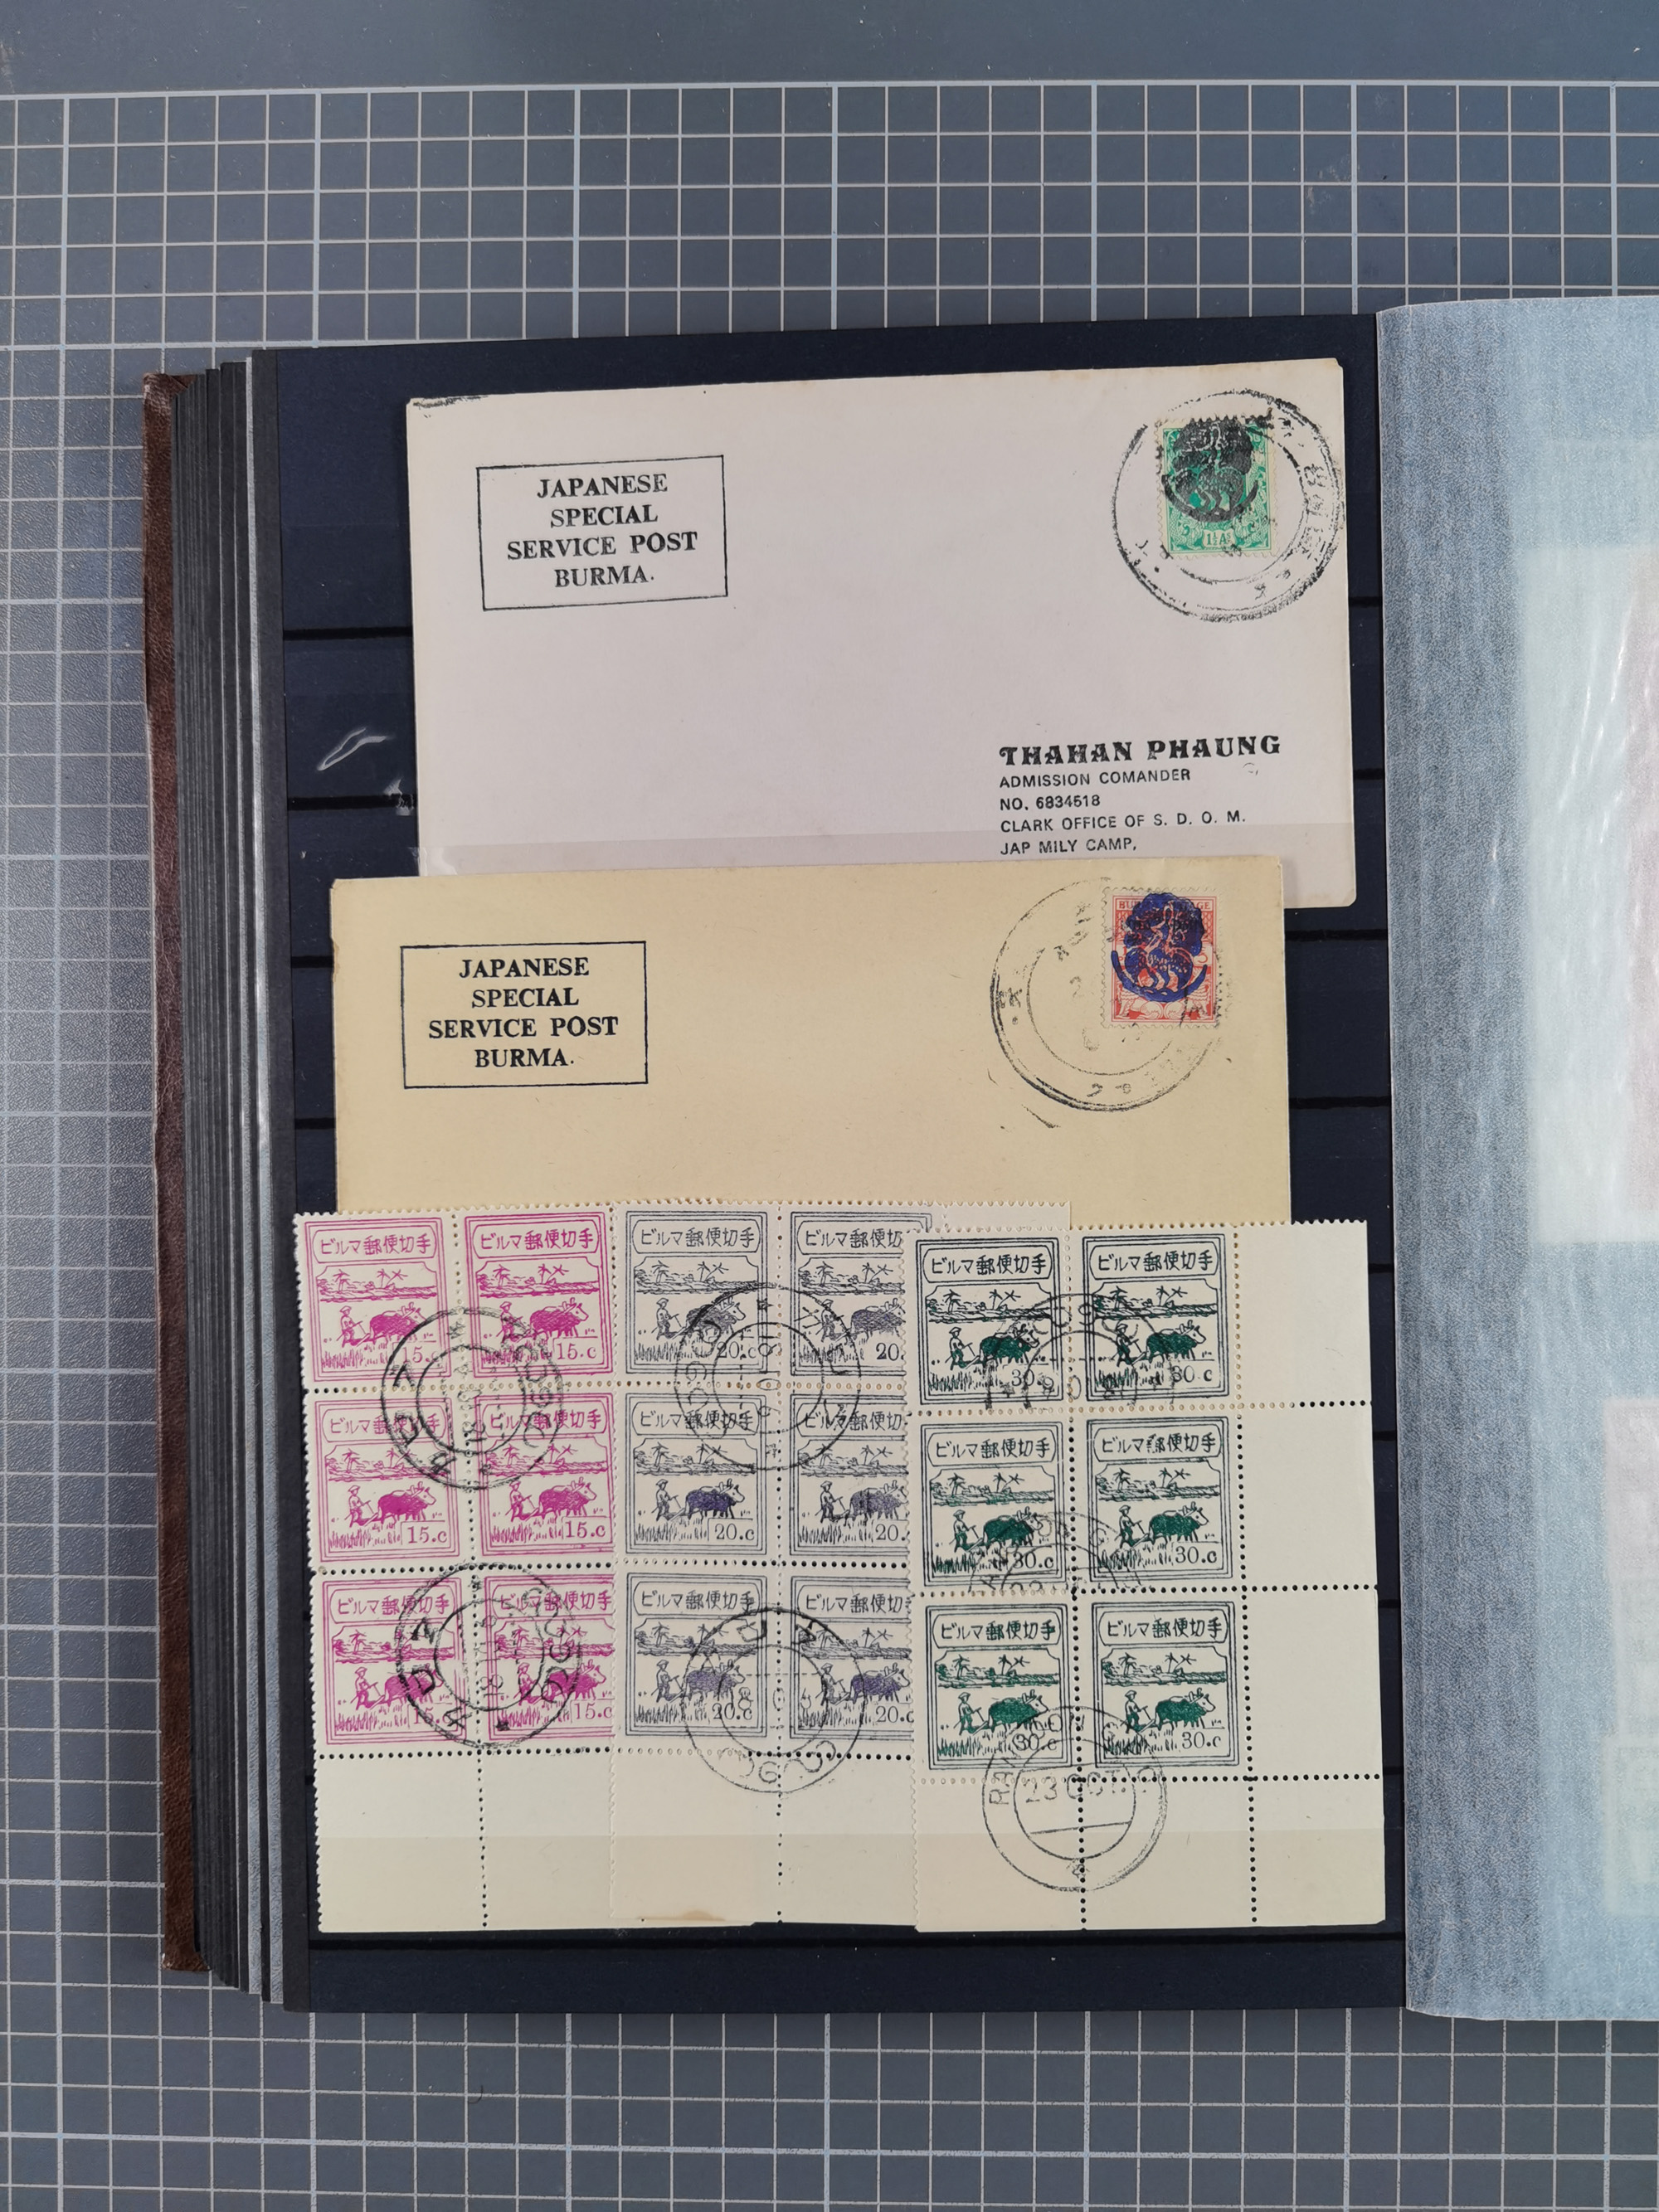 JAPANESE
SPECIAL
SERVICE POST
BURMA.
1½AS
THAHAN PHAUNG
ADMISSION COMANDER
NO. 6834618
CLARK OFFICE OF S. D. O. M.
JAP MILY CAMP,
JAPANESE
SPECIAL
SERVICE POST
BURMA.
ビルマ郵便切手
15.c
ビルマ郵便切手
15.c
ビルマ郵便切手
20.c
ビルマ郵便切
20.
ビルマ郵便切手
30.c
ビルマ郵便切手
30.c
ビルマ郵便切手
15.c
ビルマ郵便切手
15.c
ビルマ郵便切手
20.c
ビルマ郵便切
20.
ビルマ郵便切手
30.c
ビルマ郵便切手
30.c
ビルマ郵便切手
15.c
ビルマ郵便切手
15.c
ビルマ郵便切手
20.c
ビルマ郵便切
20.c
ビルマ郵便切手
30.c
ビルマ郵便切手
30.c
23 OCT